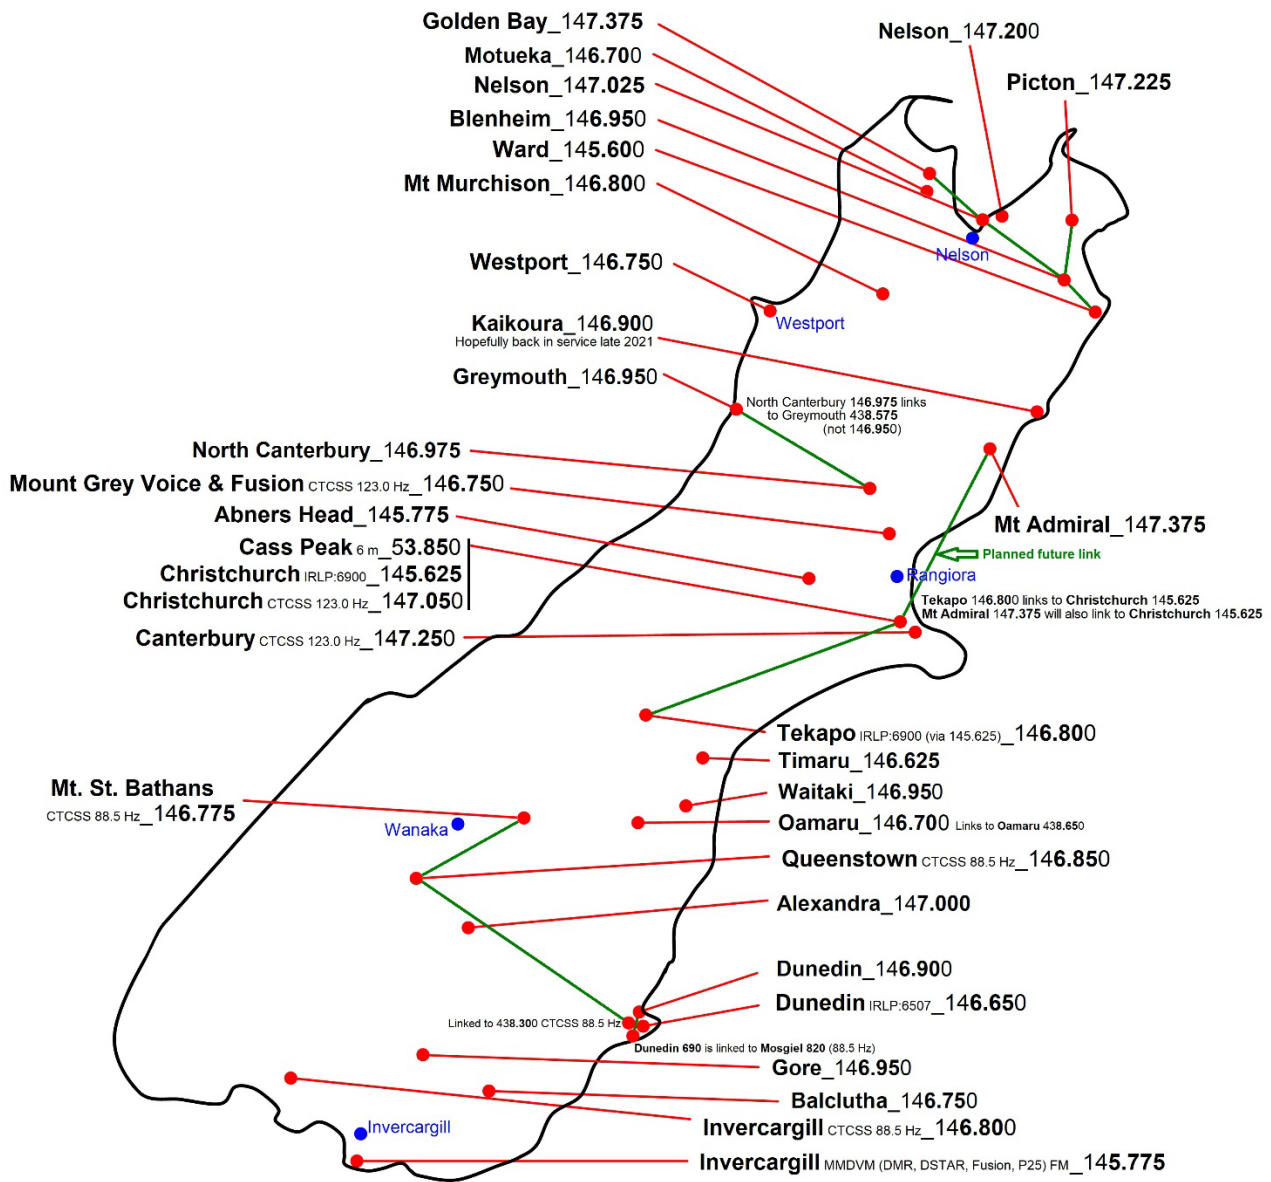 Golden Bay_147.375
Nelson_147.200
Motueka_146.700
Picton_147.225
Nelson_147.025
Blenheim_146.950
Ward_145.600
Mt Murchison_146.800
Nelson
Westport_146.750
Westport
Kaikoura_146.900
Hopefully back in service late 2021
Greymouth_146.950
North Canterbury 146.975 links
to Greymouth 438.575
(not 146.950)
North Canterbury_146.975
Mount Grey Voice & Fusion CTCSS 123.0 Hz_146.750
Abners Head_145.775
Mt Admiral_147.375
Cass Peak 6 m_53.850
Planned future link
Christchurch IRLP:6900_145.625
Rangiora
Christchurch CTCSS 123.0 Hz_147.050
Tekapo 146.800 links to Christchurch 145.625
Mt Admiral 147.375 will also link to Christchurch 145.625
Canterbury CTCSS 123.0 Hz_147.250
Tekapo IRLP:6900 (via 145.625)_146.800
Timaru_146.625
Mt. St. Bathans
CTCSS 88.5 Hz_146.775
Waitaki_146.950
Wanaka
Oamaru_146.700 Links to Oamaru 438.650
Queenstown CTCSS 88.5 Hz_146.850
Alexandra_147.000
Dunedin_146.900
Dunedin IRLP:6507_146.650
Linked to 438.300 CTCSS 88.5 Hz
Dunedin 690 is linked to Mosgiel 820 (88.5 Hz)
Gore_146.950
Balclutha_146.750
Invercargill CTCSS 88.5 Hz_146.800
Invercargill
Invercargill MMDVM (DMR, DSTAR, Fusion, P25) FM_145.775